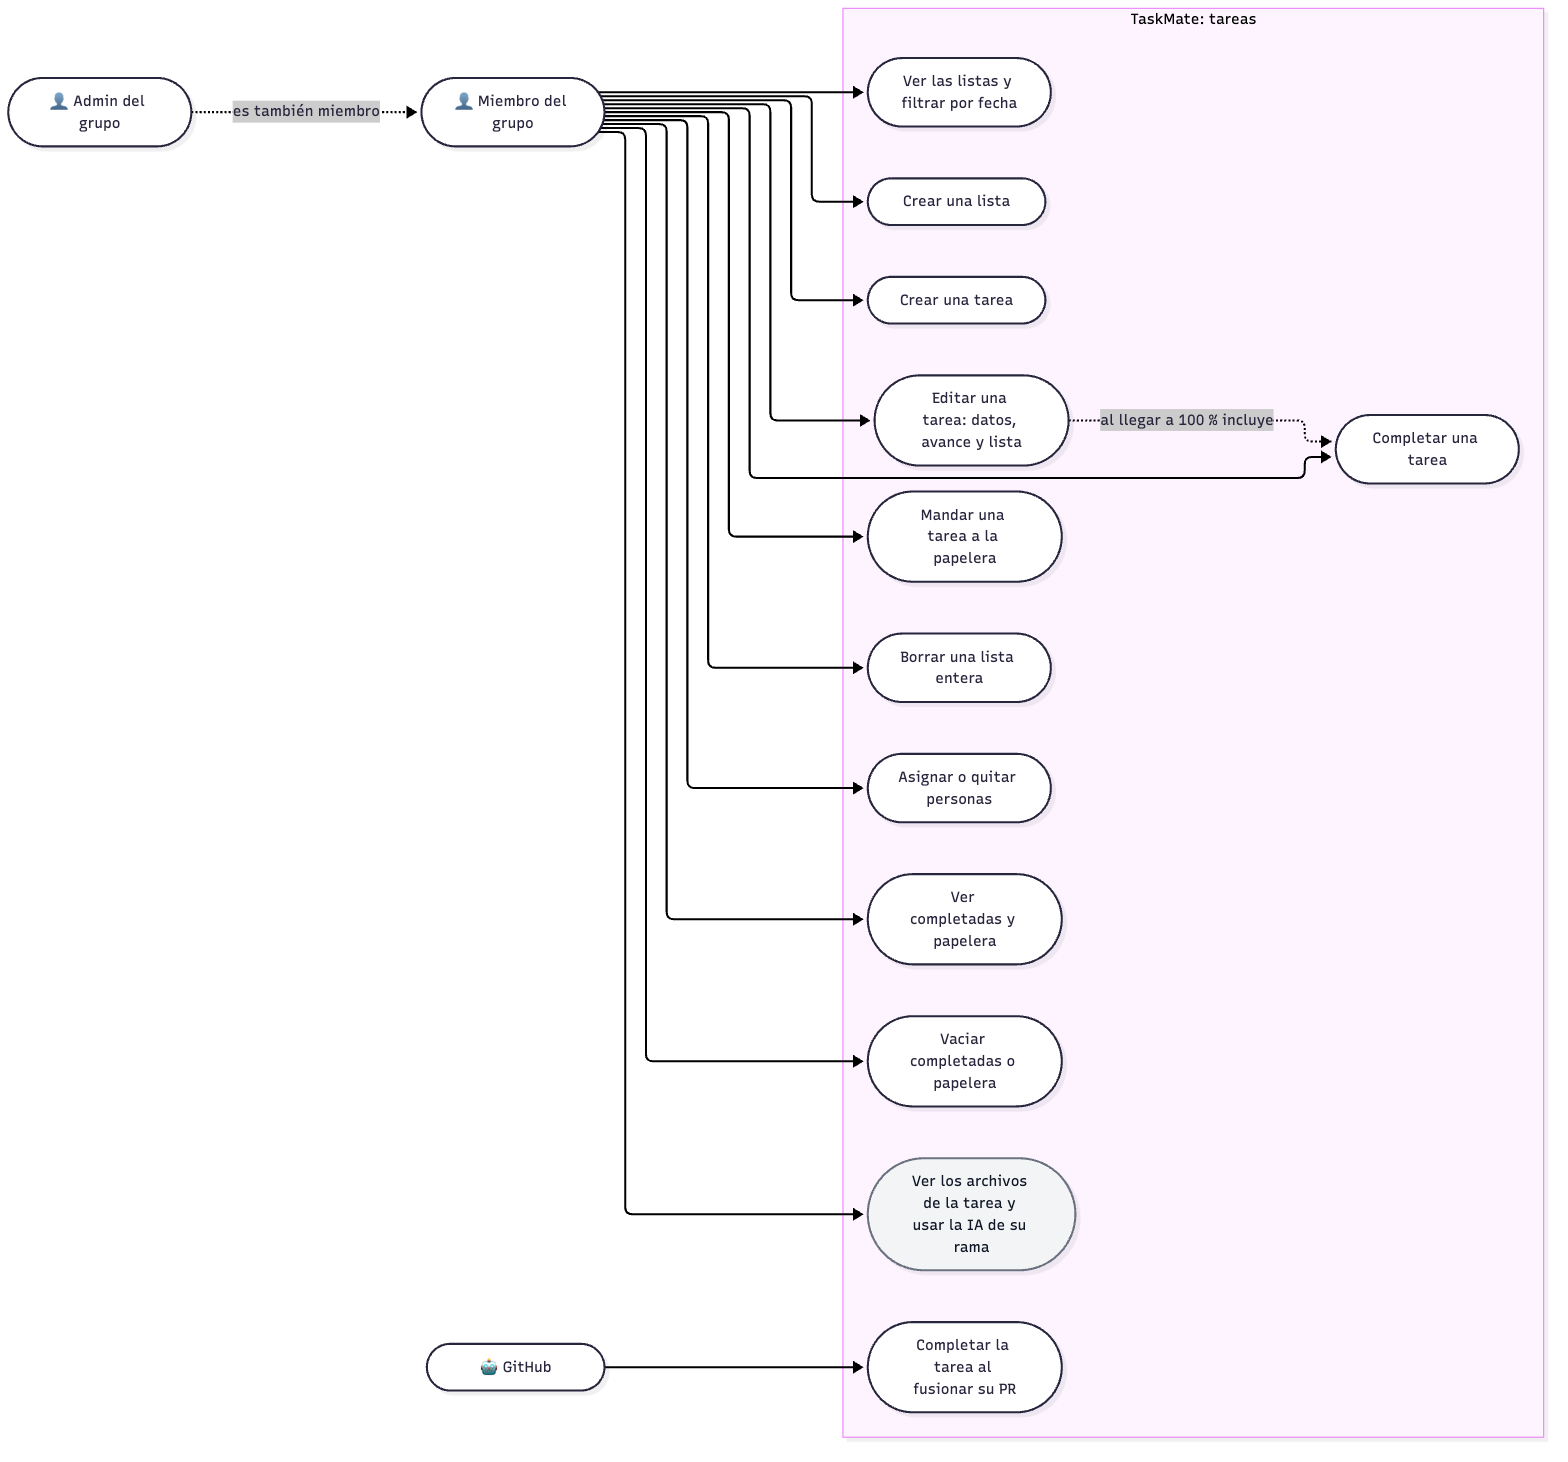 TaskMate: tareas
Admin del
grupo
es también miembro
Miembro del
grupo
Ver las listas y
filtrar por fecha
Crear una lista
Crear una tarea
Editar una
tarea: datos,
avance y lista
al llegar a 100 % incluye
Completar una
tarea
Mandar una
tarea a la
papelera
Borrar una lista
entera
Asignar o quitar
personas
Ver
completadas y
papelera
Vaciar
completadas o
papelera
Ver los archivos
de la tarea y
usar la IA de su
rama
GitHub
Completar la
tarea al
fusionar su PR